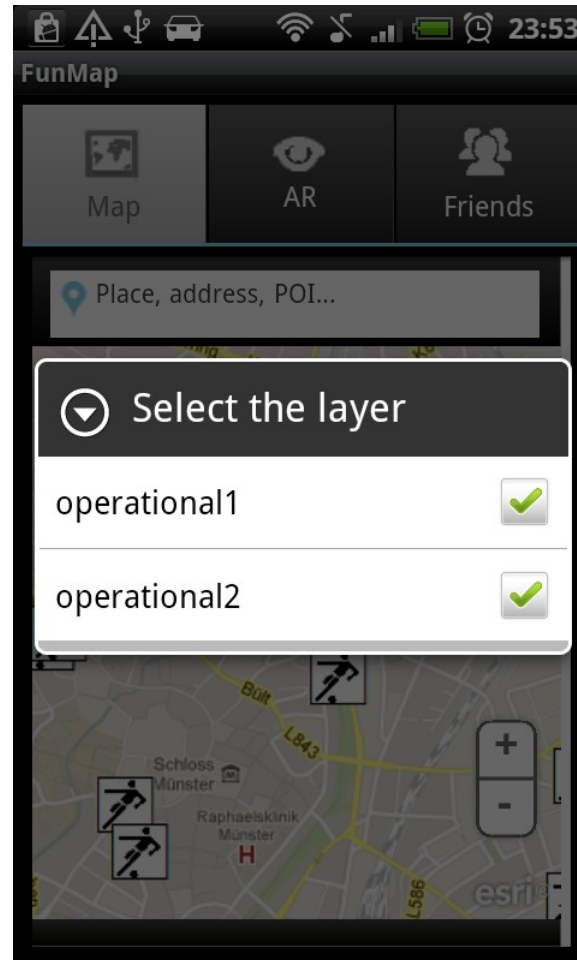 23:53
FunMap
Map
AR
Friends
Place, address, POI...
Select the layer
operational1
operational2
Bült
L843
Schloss
Münster
Raphaelsklinik
Münster
H
L586
+
-
esri